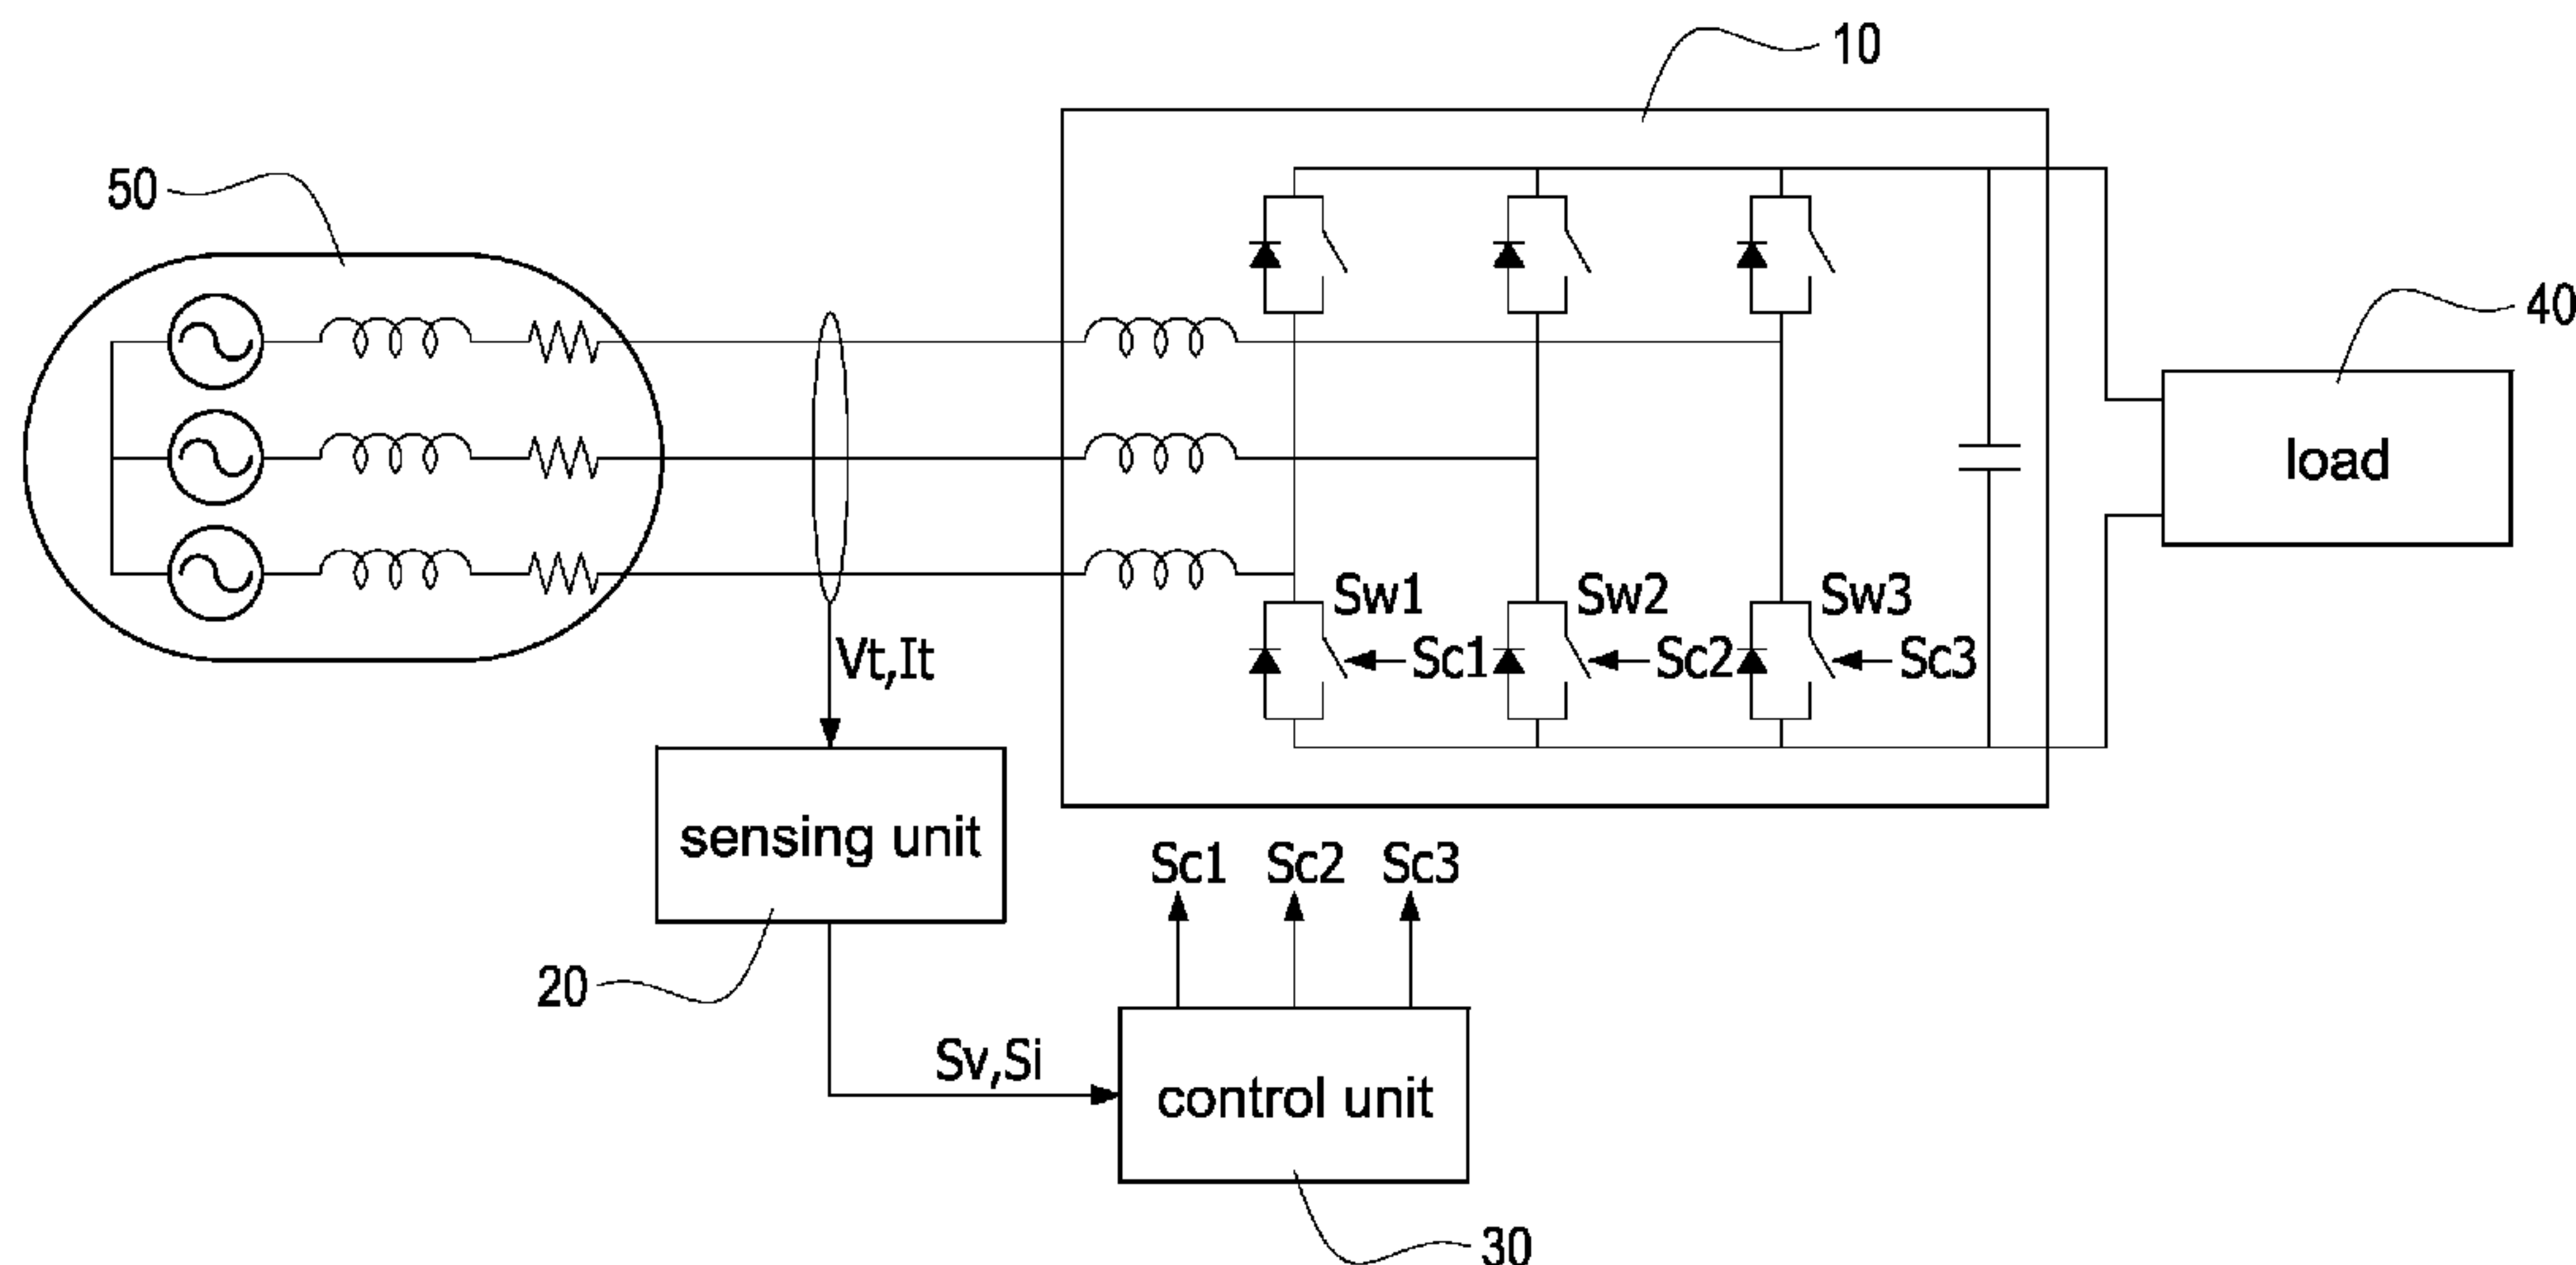 10
50
40
load
Sw1 Sw2 Sw3
Sc1 Sc2 Sc3
Vt,It
sensing unit
Sc1 Sc2 Sc3
20
Sv,Si
control unit
30